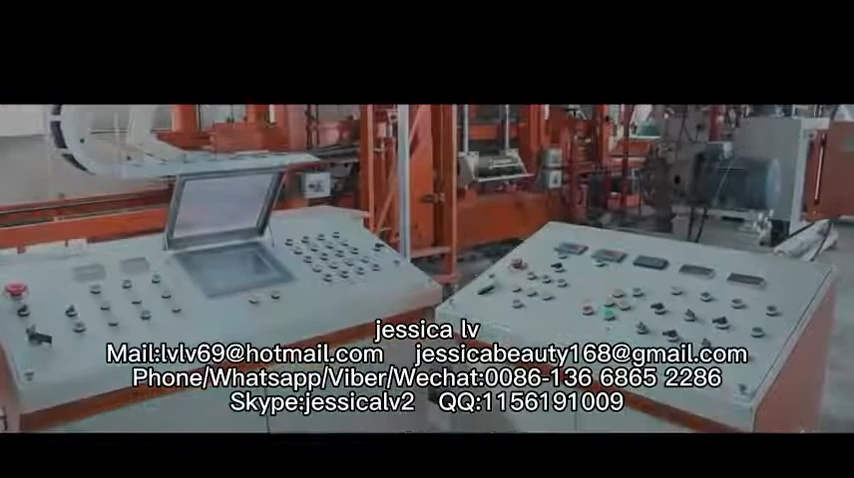 jessica lv
Mail:lvlv69@hotmail.com jessicabeauty168@gmail.com
Phone/Whatsapp/Viber/Wechat:0086-136 6865 2286
Skype:jessicalv2 QQ:1156191009